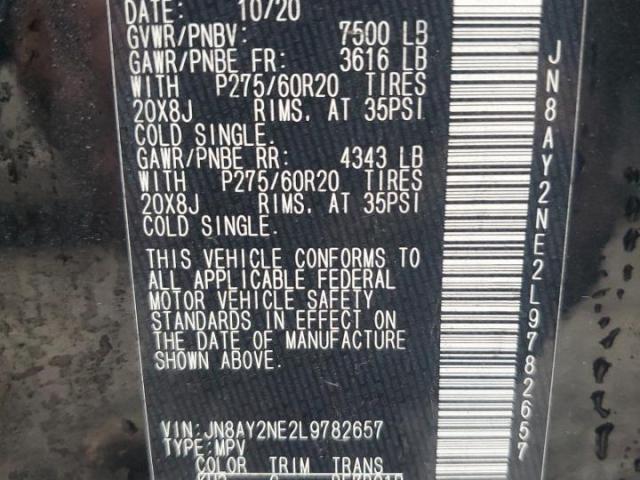 DATE: 10/20
GVWR/PNBV: 7500 LB
GAWR/PNBE FR: 3616 LB
WITH P275/60R20 TIRES
20X8J RIMS, AT 35PSI
COLD SINGLE.
GAWR/PNBE RR: 4343 LB
WITH P275/60R20 TIRES
20X8J RIMS, AT 35PSI
COLD SINGLE.
THIS VEHICLE CONFORMS TO
ALL APPLICABLE FEDERAL
MOTOR VEHICLE SAFETY
STANDARDS IN EFFECT ON
THE DATE OF MANUFACTURE
SHOWN ABOVE.
VIN: JN8AY2NE2L9782657
TYPE: MPV
COLOR TRIM TRANS
JN8AY2NE2L9782657